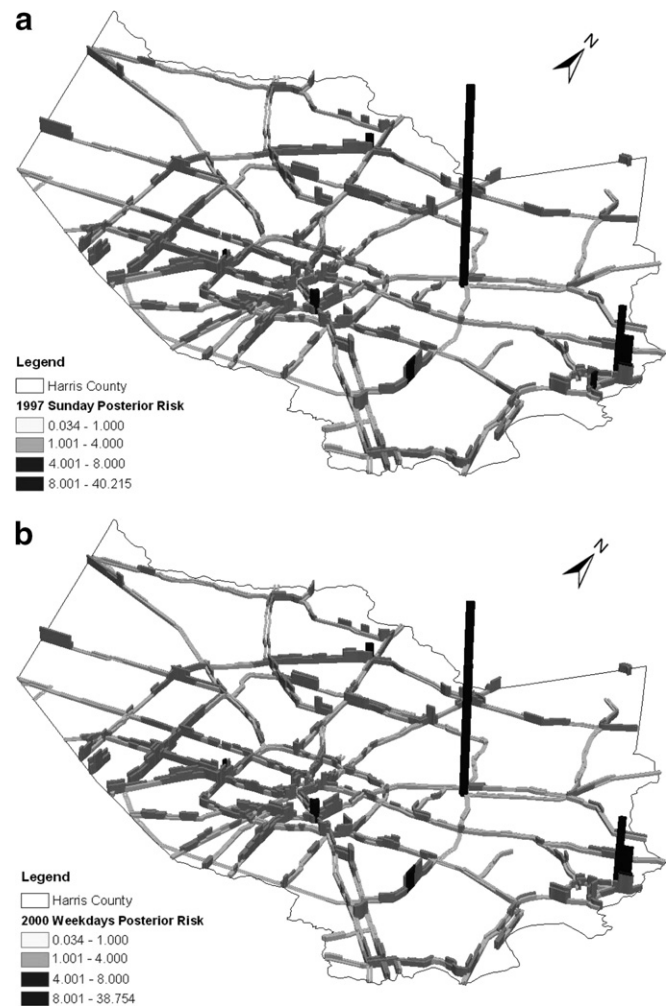 a
N
Legend
Harris County
1997 Sunday Posterior Risk
0.034 - 1.000
1.001 - 4.000
4.001 - 8.000
8.001 - 40.215
b
N
Legend
Harris County
2000 Weekdays Posterior Risk
0.034 - 1.000
1.001 - 4.000
4.001 - 8.000
8.001 - 38.754